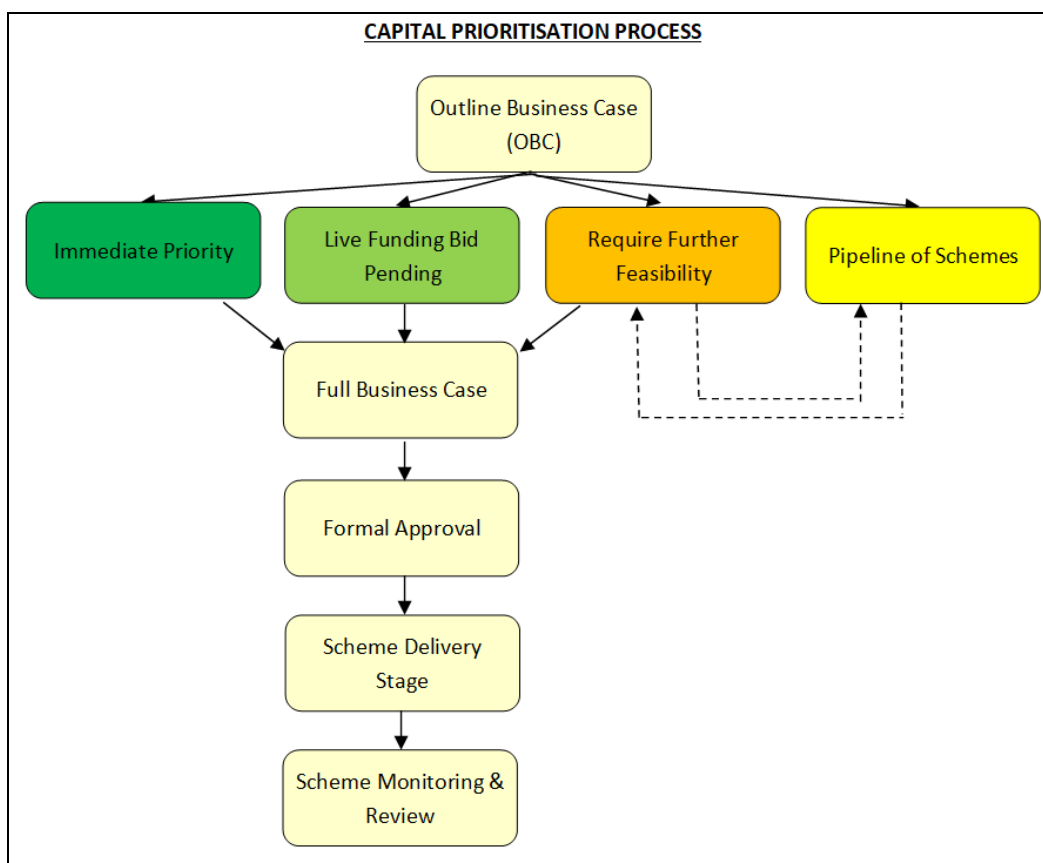 CAPITAL PRIORITISATION PROCESS
Outline Business Case
(OBC)
Immediate Priority
Live Funding Bid
Pending
Require Further
Feasibility
Pipeline of Schemes
Full Business Case
Formal Approval
Scheme Delivery
Stage
Scheme Monitoring &
Review